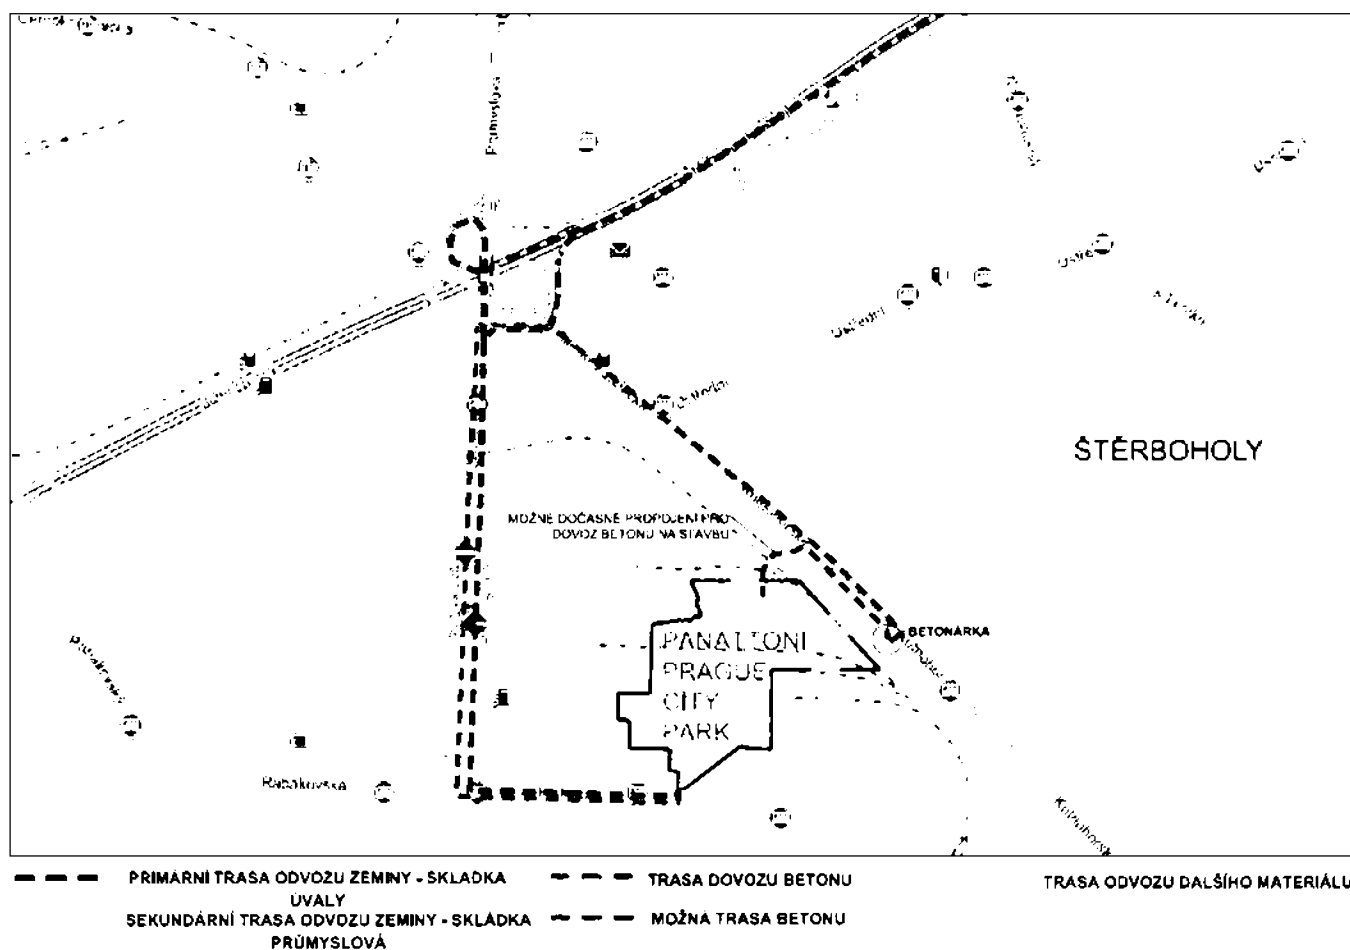 Průmyslová
Ústřední
ŠTĚRBOHOLY
MOŽNÉ DOČASNÉ PROPOJENÍ PRO
DOVOZ BETONU NA STAVBU
BETONÁRKA
PANATTONI
PRAGUE
CITY
PARK
Rabakovská
Rabakovská
PRIMÁRNÍ TRASA ODVOZU ZEMINY - SKLÁDKA
ÚVALY
SEKUNDÁRNÍ TRASA ODVOZU ZEMINY - SKLÁDKA
PRŮMYSLOVÁ
TRASA DOVOZU BETONU
MOŽNÁ TRASA BETONU
TRASA ODVOZU DALŠÍHO MATERIÁLU